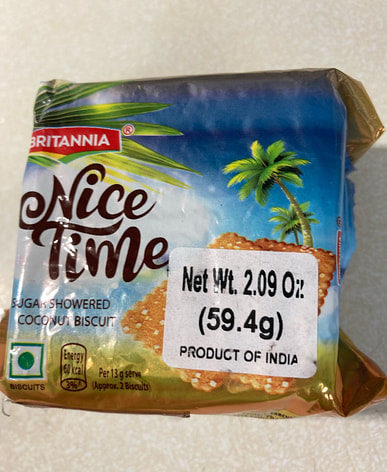 BRITANNIA ®
Nice
Time
SUGAR SHOWERED
COCONUT BISCUIT
Net Wt. 2.09 Oz
(59.4g)
PRODUCT OF INDIA
BISCUITS
Energy
60 kcal
3%^
Per 13 g serve
(Approx. 2 Biscuits)